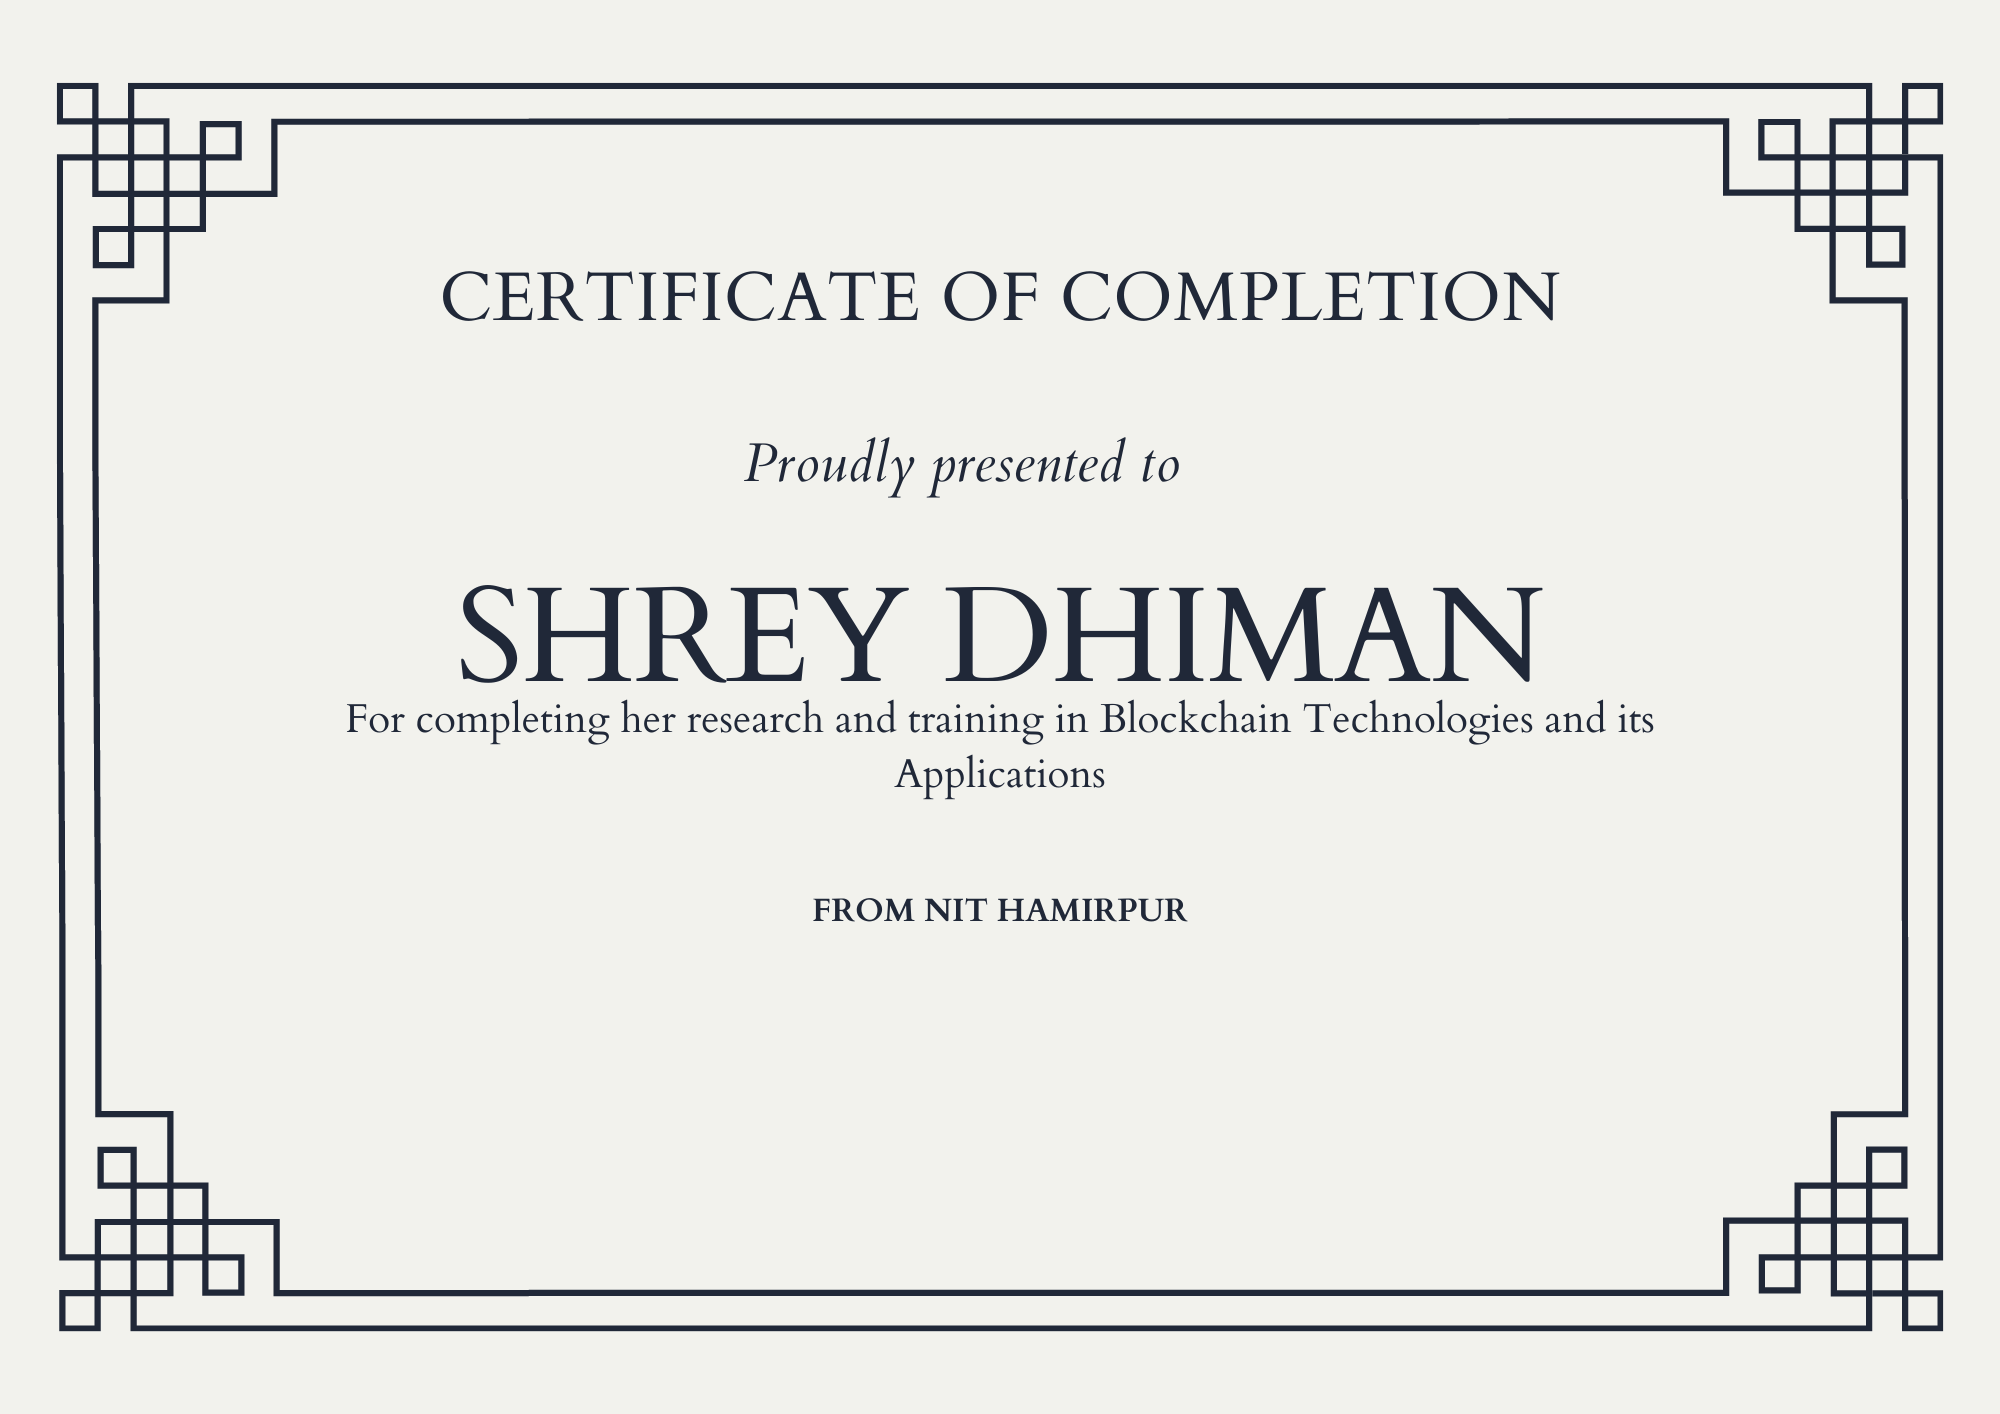 CERTIFICATE OF COMPLETION
Proudly presented to
SHREY DHIMAN
For completing her research and training in Blockchain Technologies and its
Applications
FROM NIT HAMIRPUR